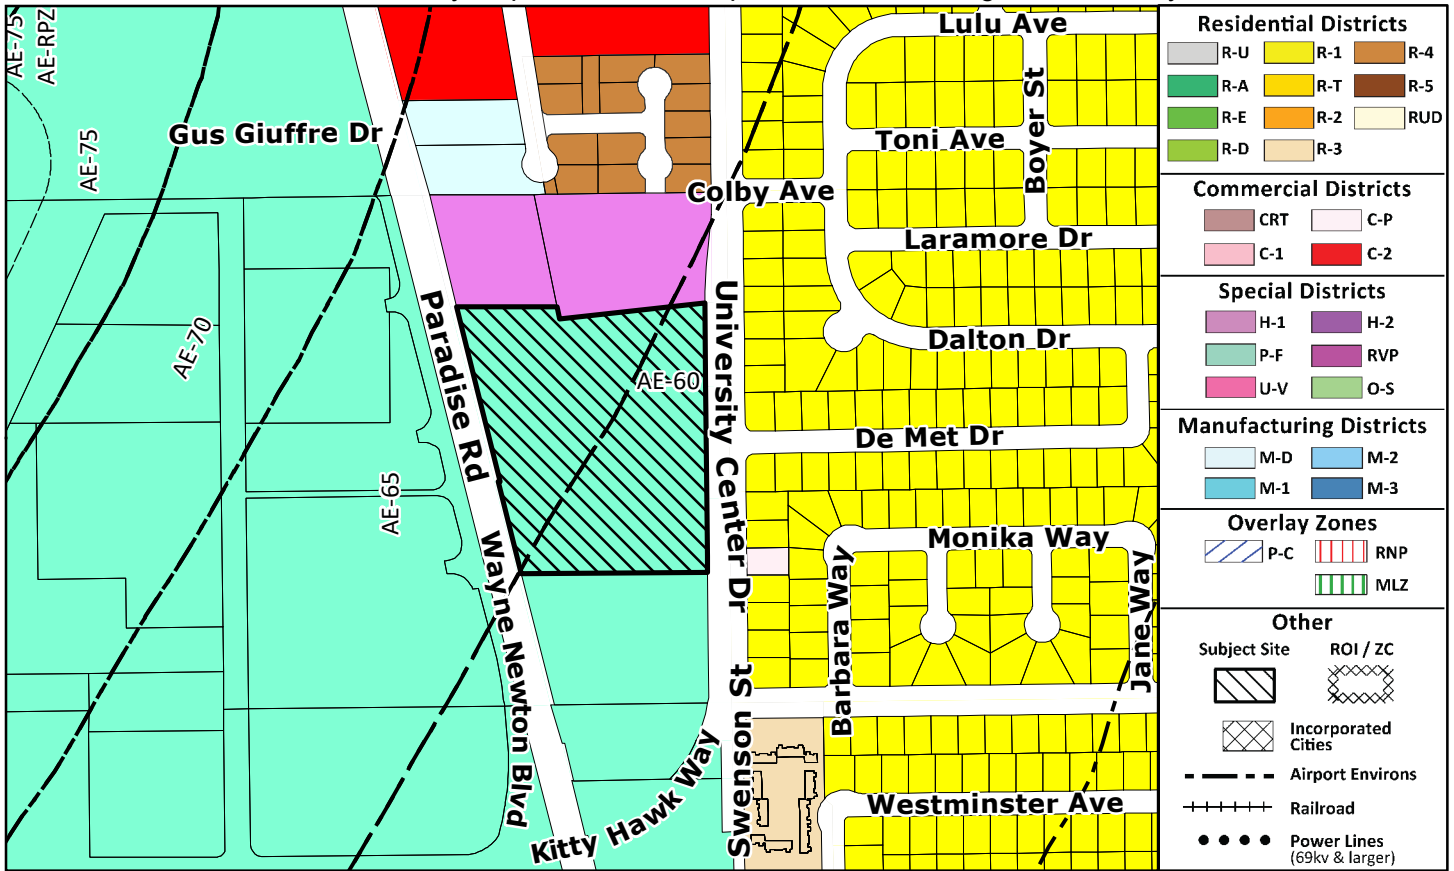 AE-75
AE-RPZ
AE-75
Gus Giuffre Dr
AE-70
AE-65
AE-60
Paradise Rd
Wayne Newton Blvd
University Center Dr
Swenson St
Kitty Hawk Way
Lulu Ave
Boyer St
Toni Ave
Colby Ave
Laramore Dr
Dalton Dr
De Met Dr
Monika Way
Barbara Way
Jane Way
Westminster Ave
Residential Districts
R-U R-1 R-4
R-A R-T R-5
R-E R-2 RUD
R-D R-3
Commercial Districts
CRT C-P
C-1 C-2
Special Districts
H-1 H-2
P-F RVP
U-V O-S
Manufacturing Districts
M-D M-2
M-1 M-3
Overlay Zones
P-C RNP
MLZ
Other
Subject Site ROI / ZC
Incorporated
Cities
Airport Environs
Railroad
Power Lines
(69kv & larger)